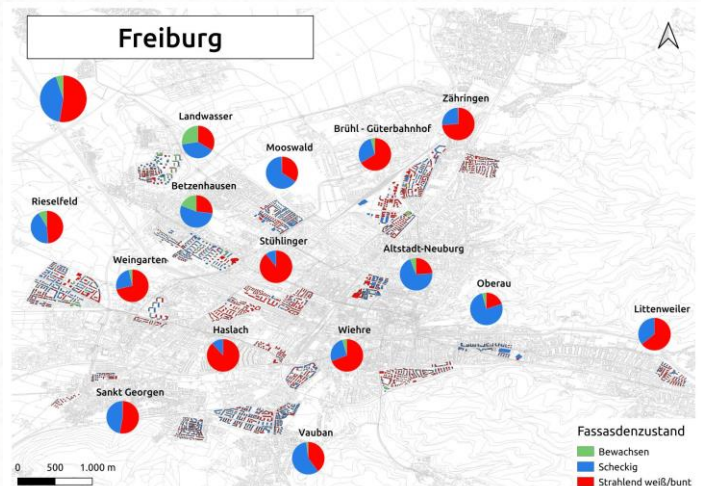 Freiburg
Zähringen
Landwasser
Brühl - Güterbahnhof
Mooswald
Betzenhausen
Rieselfeld
Stühlinger
Altstadt-Neuburg
Weingarten
Oberau
Littenweiler
Haslach
Wiehre
Sankt Georgen
Vauban
Fassasdenzustand
Bewachsen
Scheckig
Strahlend weiß/bunt
0 500 1.000 m